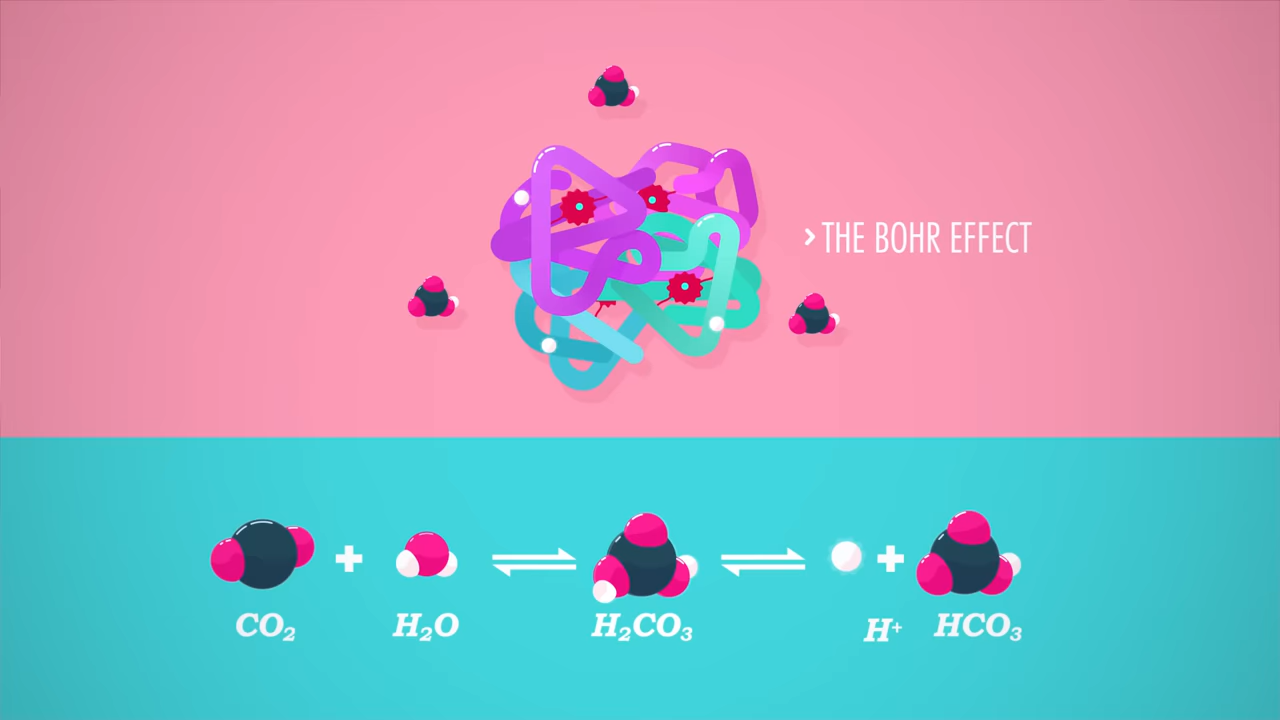 › THE BOHR EFFECT
+ ⇌ ⇌ +
CO₂ H₂O H₂CO₃ H⁺ HCO₃